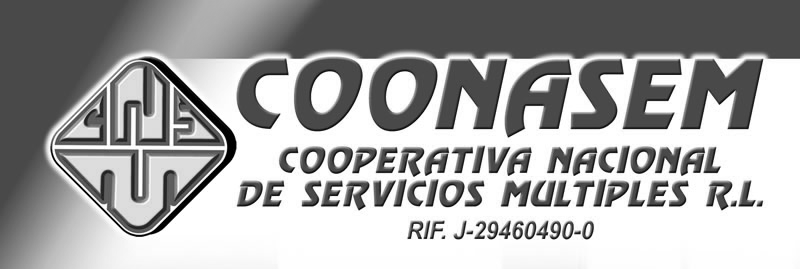 COONASEM
COOPERATIVA NACIONAL
DE SERVICIOS MULTIPLES R.L.
RIF. J-29460490-0